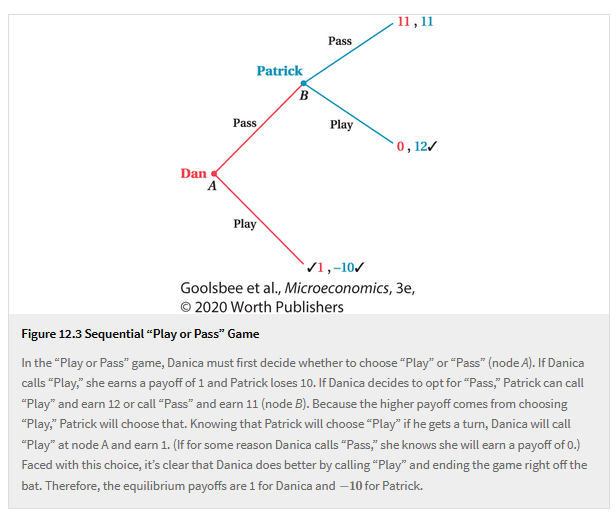 11 , 11
Pass
Patrick
B
Pass
Play
0 , 12✓
Dan
A
Play
✓1 , −10✓
Goolsbee et al., Microeconomics, 3e,
© 2020 Worth Publishers
Figure 12.3 Sequential “Play or Pass” Game
In the “Play or Pass” game, Danica must first decide whether to choose “Play” or “Pass” (node A). If Danica
calls “Play,” she earns a payoff of 1 and Patrick loses 10. If Danica decides to opt for “Pass,” Patrick can call
“Play” and earn 12 or call “Pass” and earn 11 (node B). Because the higher payoff comes from choosing
“Play,” Patrick will choose that. Knowing that Patrick will choose “Play” if he gets a turn, Danica will call
“Play” at node A and earn 1. (If for some reason Danica calls “Pass,” she knows she will earn a payoff of 0.)
Faced with this choice, it’s clear that Danica does better by calling “Play” and ending the game right off the
bat. Therefore, the equilibrium payoffs are 1 for Danica and −10 for Patrick.